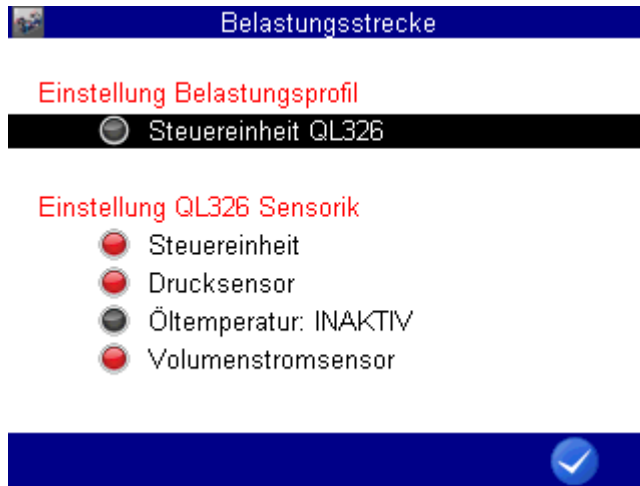 Belastungsstrecke
Einstellung Belastungsprofil
Steuereinheit QL326
Einstellung QL326 Sensorik
Steuereinheit
Drucksensor
Öltemperatur: INAKTIV
Volumenstromsensor